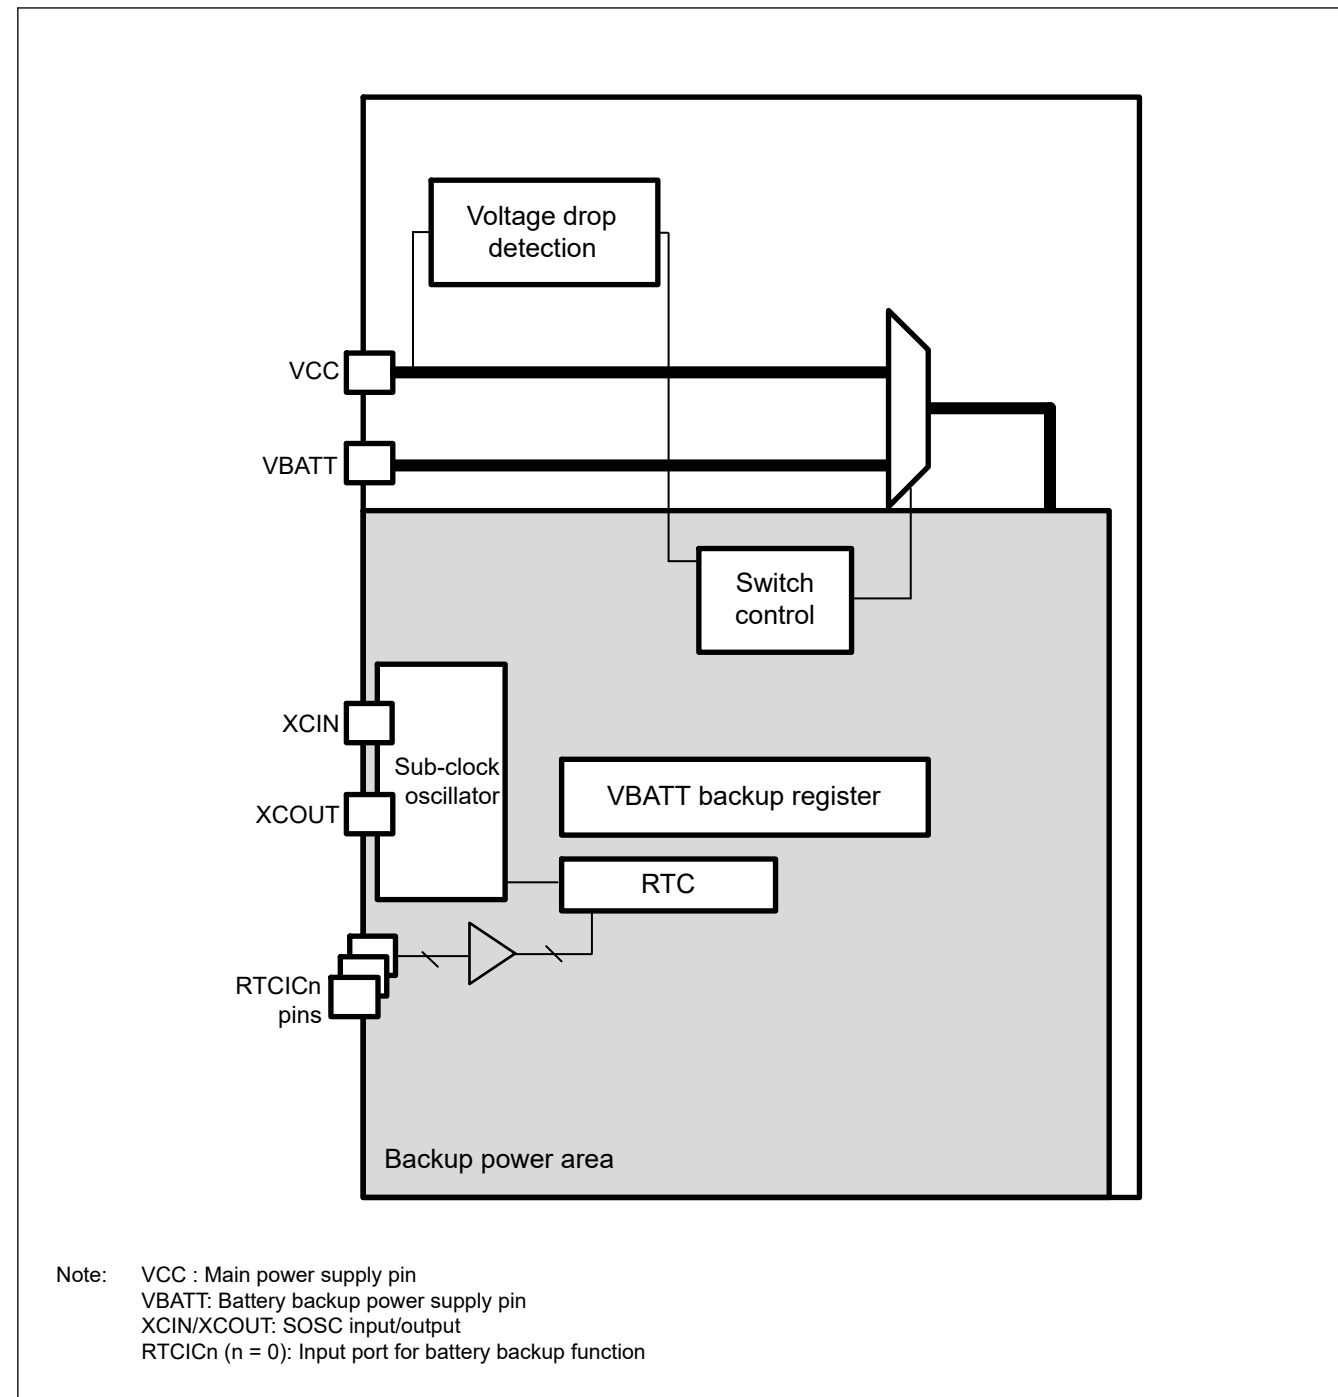 Voltage drop
detection
VCC
VBATT
Switch
control
XCIN
Sub-clock
oscillator
XCOUT
VBATT backup register
RTC
RTCICn
pins
Backup power area
Note: VCC : Main power supply pin
VBATT: Battery backup power supply pin
XCIN/XCOUT: SOSC input/output
RTCICn (n = 0): Input port for battery backup function